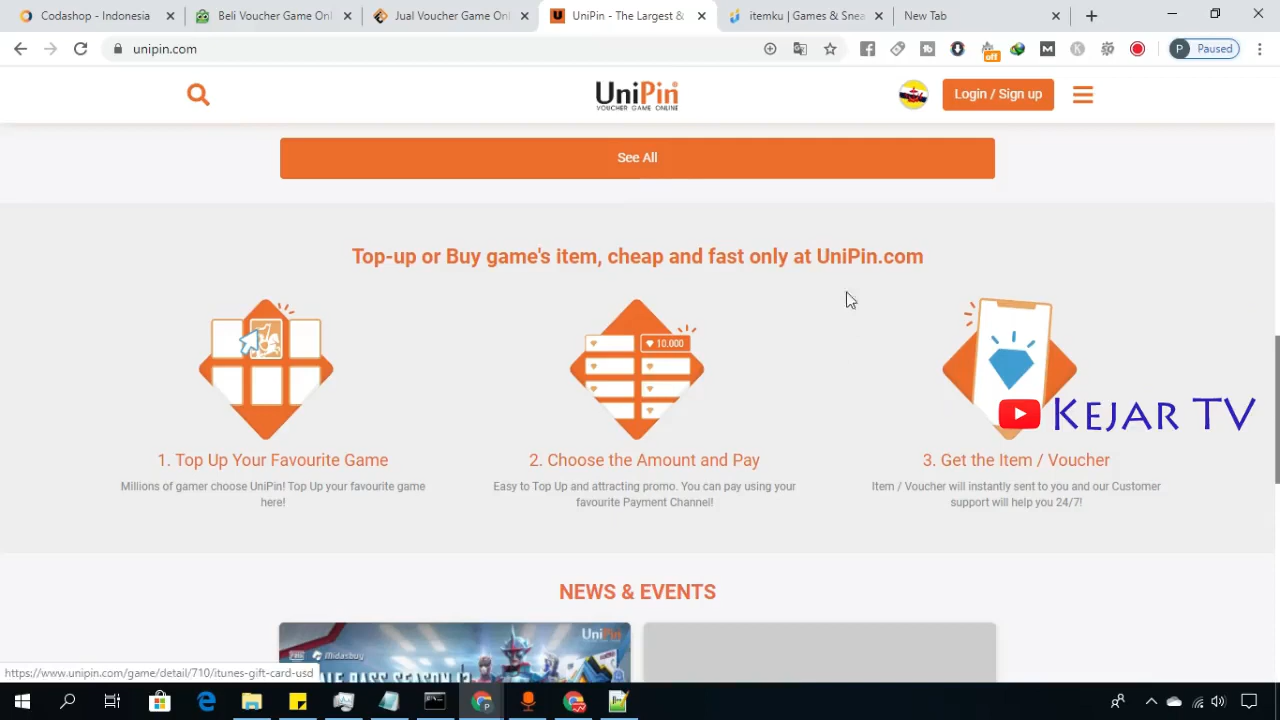 Codashop - Indonesia
Beli Voucher Game Onl
Jual Voucher Game On
UniPin - The Largest &
itemku | Games & Snea
New Tab
unipin.com
off
P Paused
UniPin
VOUCHER GAME ONLINE
Login / Sign up
See All
Top-up or Buy game's item, cheap and fast only at UniPin.com
10.000
KEJAR TV
1. Top Up Your Favourite Game
2. Choose the Amount and Pay
3. Get the Item / Voucher
Millions of gamer choose UniPin! Top Up your favourite game
here!
Easy to Top Up and attracting promo. You can pay using your
favourite Payment Channel!
Item / Voucher will instantly sent to you and our Customer
support will help you 24/7!
NEWS & EVENTS
UniPin
Midasbuy
ALE PASS SEASON
https://www.unipin.com/game/detail/710/itunes-gift-card-usd